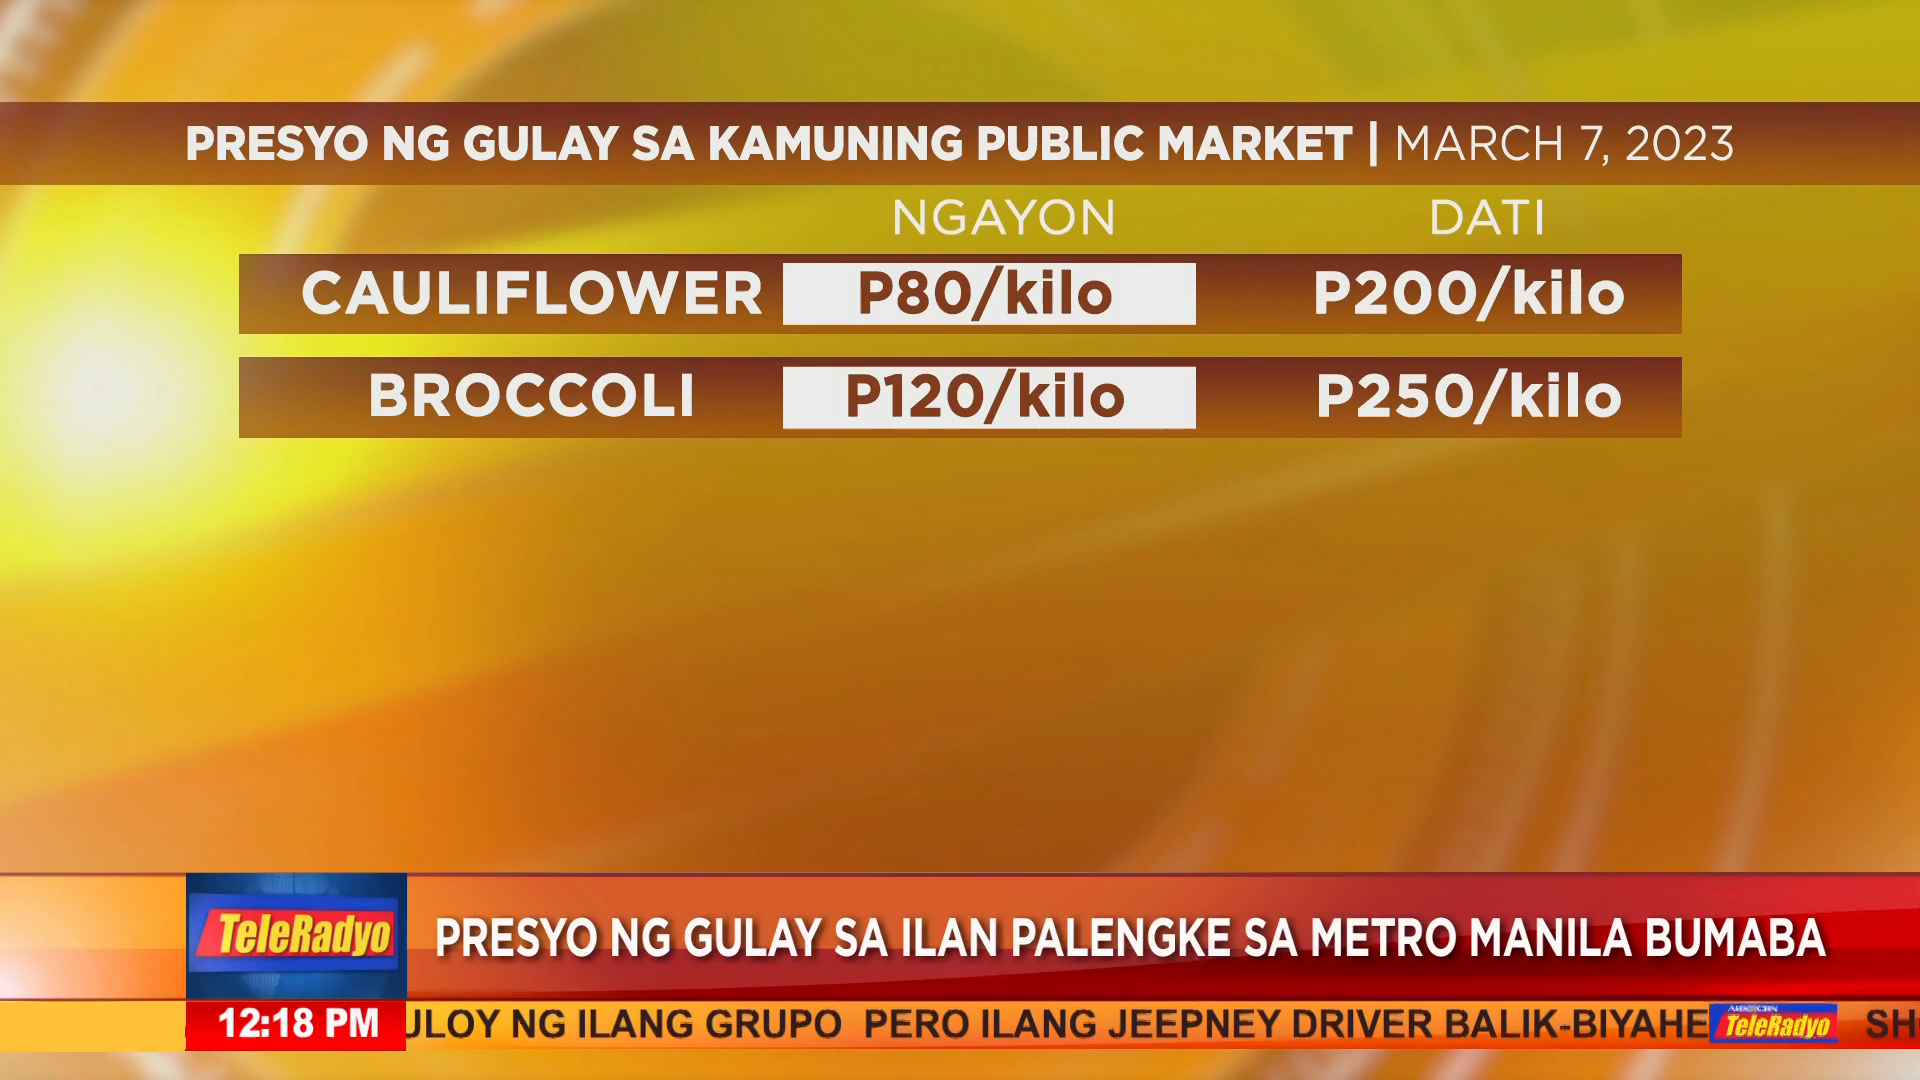 PRESYO NG GULAY SA KAMUNING PUBLIC MARKET | MARCH 7, 2023
NGAYON DATI
CAULIFLOWER P80/kilo P200/kilo
BROCCOLI P120/kilo P250/kilo
TeleRadyo PRESYO NG GULAY SA ILAN PALENGKE SA METRO MANILA BUMABA
12:18 PM ULOY NG ILANG GRUPO PERO ILANG JEEPNEY DRIVER BALIK-BIYAHE ABS-CBN TeleRadyo SH